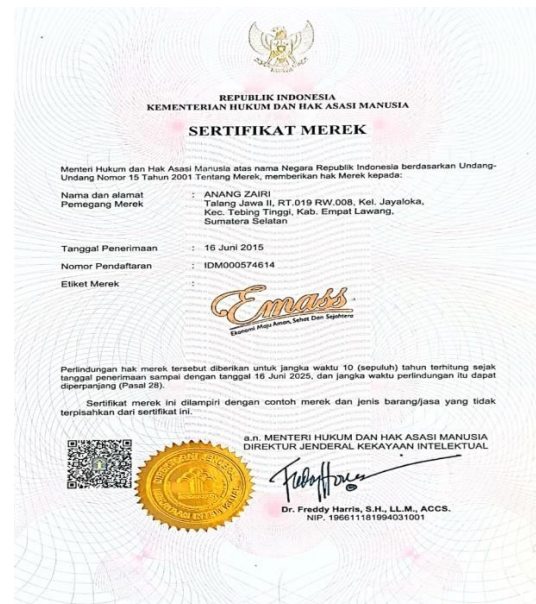 REPUBLIK INDONESIA
KEMENTERIAN HUKUM DAN HAK ASASI MANUSIA
SERTIFIKAT MEREK
Menteri Hukum dan Hak Asasi Manusia atas nama Negara Republik Indonesia berdasarkan Undang-
Undang Nomor 15 Tahun 2001 Tentang Merek, memberikan hak Merek kepada:
Nama dan alamat : ANANG ZAIRI
Pemegang Merek Talang Jawa II, RT.019 RW.008, Kel. Jayaloka,
Kec. Tebing Tinggi, Kab. Empat Lawang,
Sumatera Selatan
Tanggal Penerimaan : 16 Juni 2015
Nomor Pendaftaran : IDM000574614
Etiket Merek :
Emass
Ekonomi Maju Aman, Sehat Dan Sejahtera
Perlindungan hak merek tersebut diberikan untuk jangka waktu 10 (sepuluh) tahun terhitung sejak
tanggal penerimaan sampai dengan tanggal 16 Juni 2025, dan jangka waktu perlindungan itu dapat
diperpanjang (Pasal 28).
Sertifikat merek ini dilampiri dengan contoh merek dan jenis barang/jasa yang tidak
terpisahkan dari sertifikat ini.
a.n. MENTERI HUKUM DAN HAK ASASI MANUSIA
DIREKTUR JENDERAL KEKAYAAN INTELEKTUAL
Dr. Freddy Harris, S.H., LL.M., ACCS.
NIP. 196611181994031001